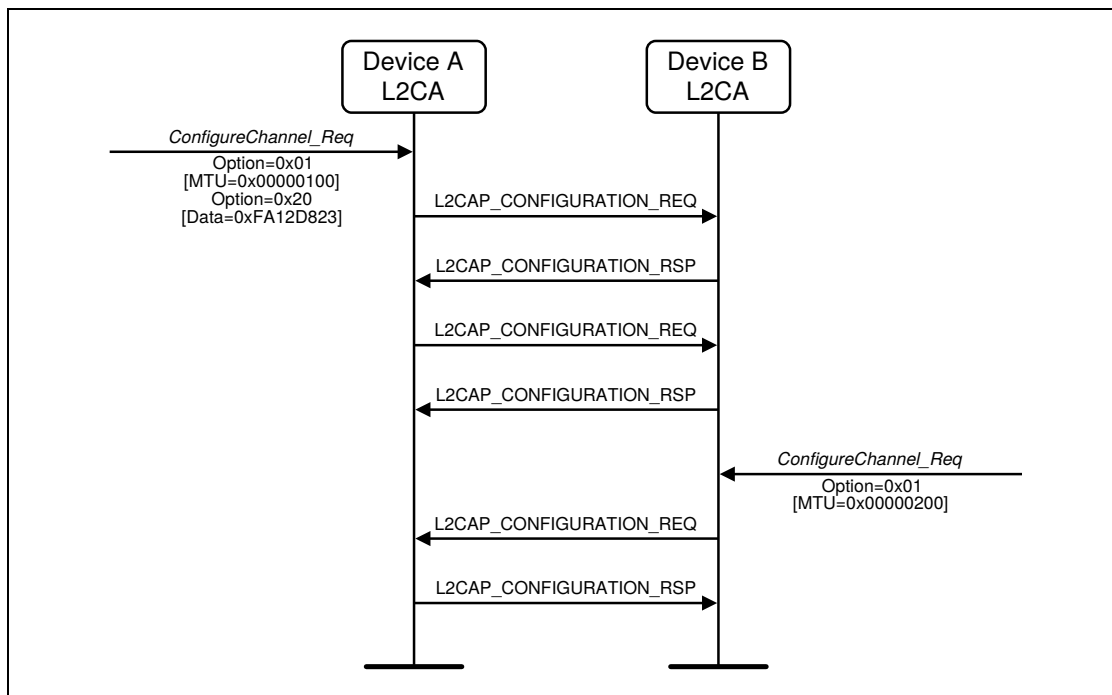 Device A
L2CA
Device B
L2CA
ConfigureChannel_Req
Option=0x01
[MTU=0x00000100]
Option=0x20
[Data=0xFA12D823]
L2CAP_CONFIGURATION_REQ
L2CAP_CONFIGURATION_RSP
L2CAP_CONFIGURATION_REQ
L2CAP_CONFIGURATION_RSP
ConfigureChannel_Req
Option=0x01
[MTU=0x00000200]
L2CAP_CONFIGURATION_REQ
L2CAP_CONFIGURATION_RSP